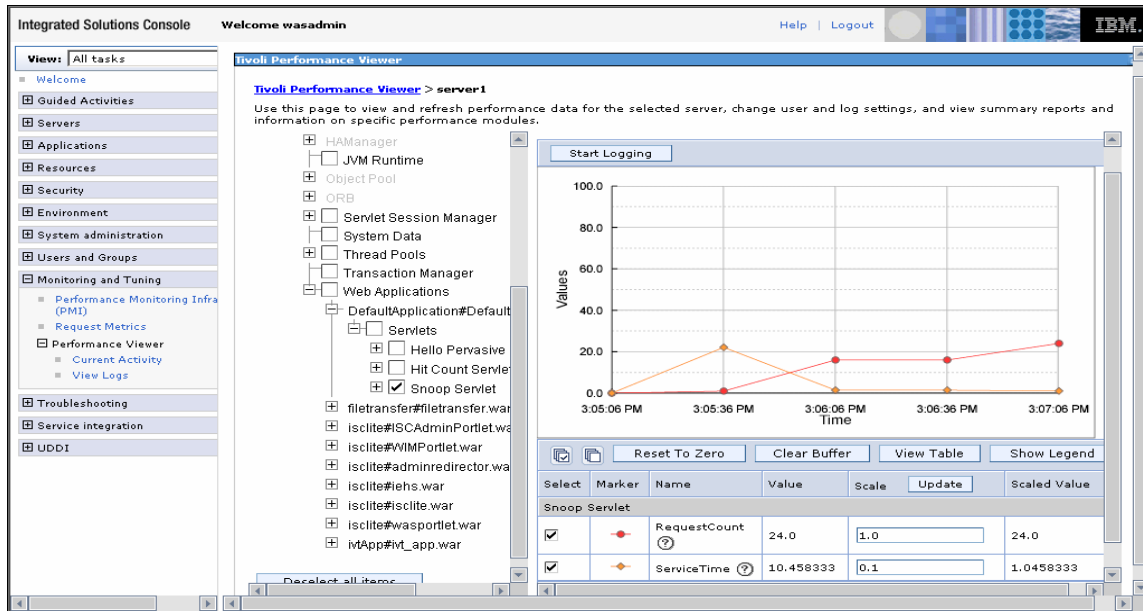 Integrated Solutions Console
Welcome wasadmin
Help | Logout
IBM.
View: All tasks
Welcome
Guided Activities
Servers
Applications
Resources
Security
Environment
System administration
Users and Groups
Monitoring and Tuning
Performance Monitoring Infra
(PMI)
Request Metrics
Performance Viewer
Current Activity
View Logs
Troubleshooting
Service integration
UDDI
Tivoli Performance Viewer
Tivoli Performance Viewer > server1
Use this page to view and refresh performance data for the selected server, change user and log settings, and view summary reports and
information on specific performance modules.
HAManager
JVM Runtime
Object Pool
ORB
Servlet Session Manager
System Data
Thread Pools
Transaction Manager
Web Applications
DefaultApplication#Default
Servlets
Hello Pervasive
Hit Count Servle
Snoop Servlet
filetransfer#filetransfer.war
isclite#ISCAdminPortlet.wa
isclite#WIMPortlet.war
isclite#adminredirector.wa
isclite#iehs.war
isclite#isclite.war
isclite#wasportlet.war
ivtApp#ivt_app.war
Deselect all items
Start Logging
100.0
80.0
60.0
40.0
20.0
0.0
Values
3:05:06 PM 3:05:36 PM 3:06:06 PM 3:06:36 PM 3:07:06 PM
Time
Reset To Zero Clear Buffer View Table Show Legend
Select Marker Name Value Scale Update Scaled Value
Snoop Servlet
RequestCount ? 24.0 1.0 24.0
ServiceTime ? 10.458333 0.1 1.0458333